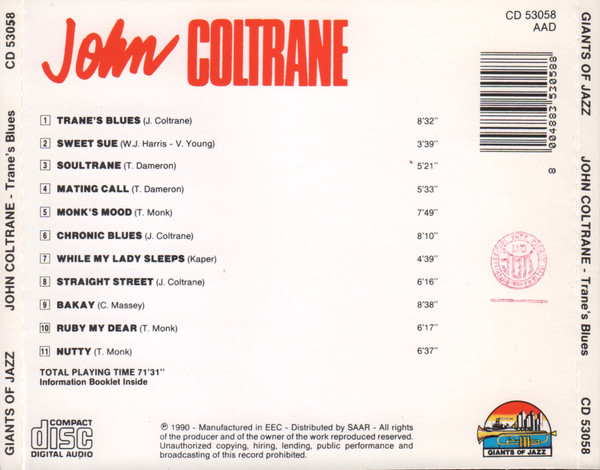 CD 53058
JOHN COLTRANE - Trane's Blues
GIANTS OF JAZZ
John COLTRANE
1 TRANE'S BLUES (J. Coltrane) 8'32"
2 SWEET SUE (W.J. Harris - V. Young) 3'39"
3 SOULTRANE (T. Dameron) 5'21"
4 MATING CALL (T. Dameron) 5'33"
5 MONK'S MOOD (T. Monk) 7'49"
6 CHRONIC BLUES (J. Coltrane) 8'10"
7 WHILE MY LADY SLEEPS (Kaper) 4'39"
8 STRAIGHT STREET (J. Coltrane) 6'16"
9 BAKAY (C. Massey) 8'38"
10 RUBY MY DEAR (T. Monk) 6'17"
11 NUTTY (T. Monk) 6'37"
TOTAL PLAYING TIME 71'31"
Information Booklet Inside
COMPACT
disc
DIGITAL AUDIO
℗ 1990 - Manufactured in EEC - Distributed by SAAR - All rights
of the producer and of the owner of the work reproduced reserved.
Unauthorized copying, hiring, lending, public performance and
broadcasting of this record prohibited.
CD 53058
AAD
8 004883 530588
GIANTS OF JAZZ
GIANTS OF JAZZ
JOHN COLTRANE - Trane's Blues
CD 53058